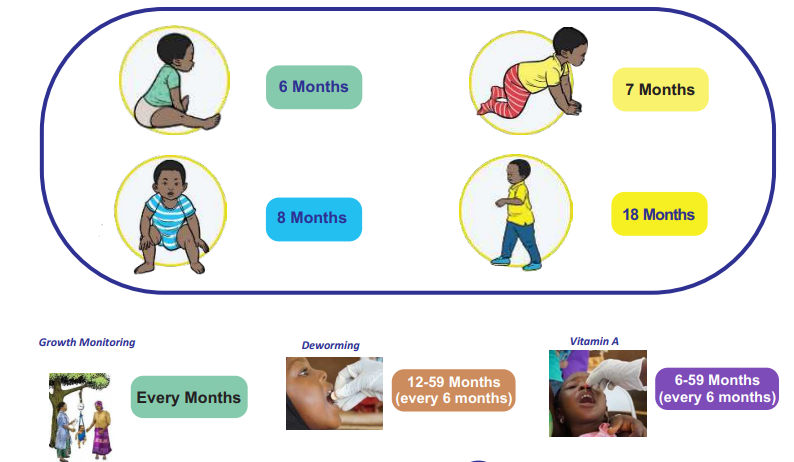 6 Months
7 Months
8 Months
18 Months
Growth Monitoring
Every Months
Deworming
12-59 Months
(every 6 months)
Vitamin A
6-59 Months
(every 6 months)